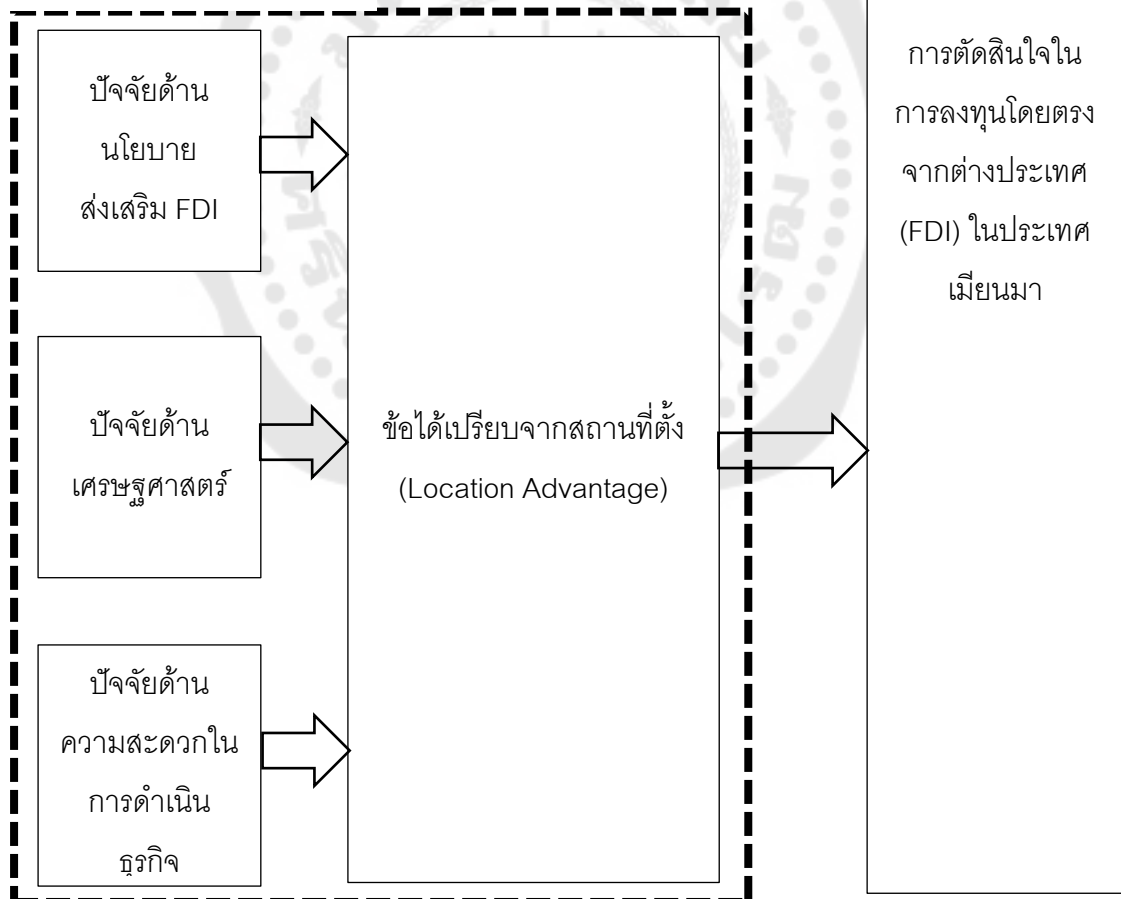 ปัจจัยด้าน
นโยบาย
ส่งเสริม FDI
ปัจจัยด้าน
เศรษฐศาสตร์
ปัจจัยด้าน
ความสะดวกใน
การดำเนิน
ธุรกิจ
ข้อได้เปรียบจากสถานที่ตั้ง
(Location Advantage)
การตัดสินใจใน
การลงทุนโดยตรง
จากต่างประเทศ
(FDI) ในประเทศ
เมียนมา